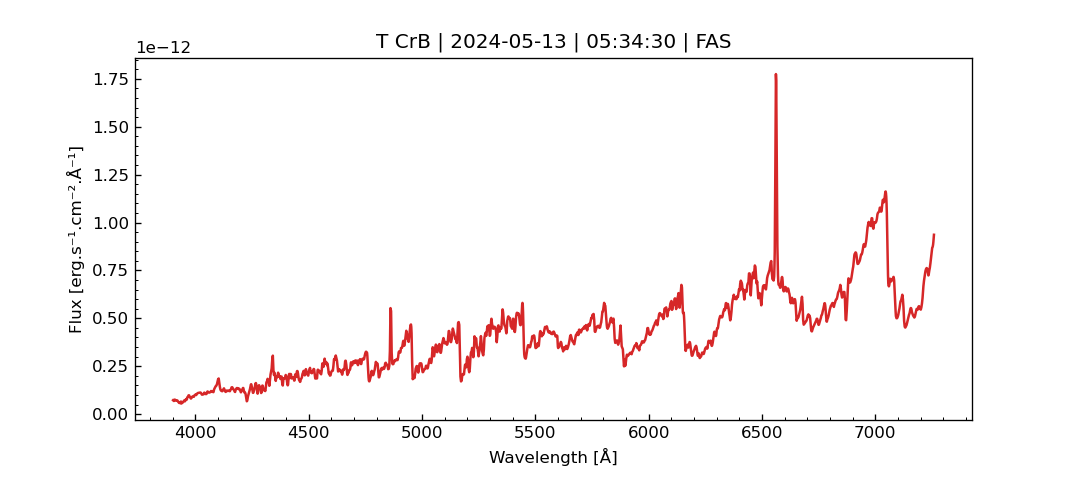 T CrB | 2024-05-13 | 05:34:30 | FAS
1e−12
1.75
1.50
1.25
1.00
0.75
0.50
0.25
0.00
Flux [erg.s⁻¹.cm⁻².Å⁻¹]
4000 4500 5000 5500 6000 6500 7000
Wavelength [Å]